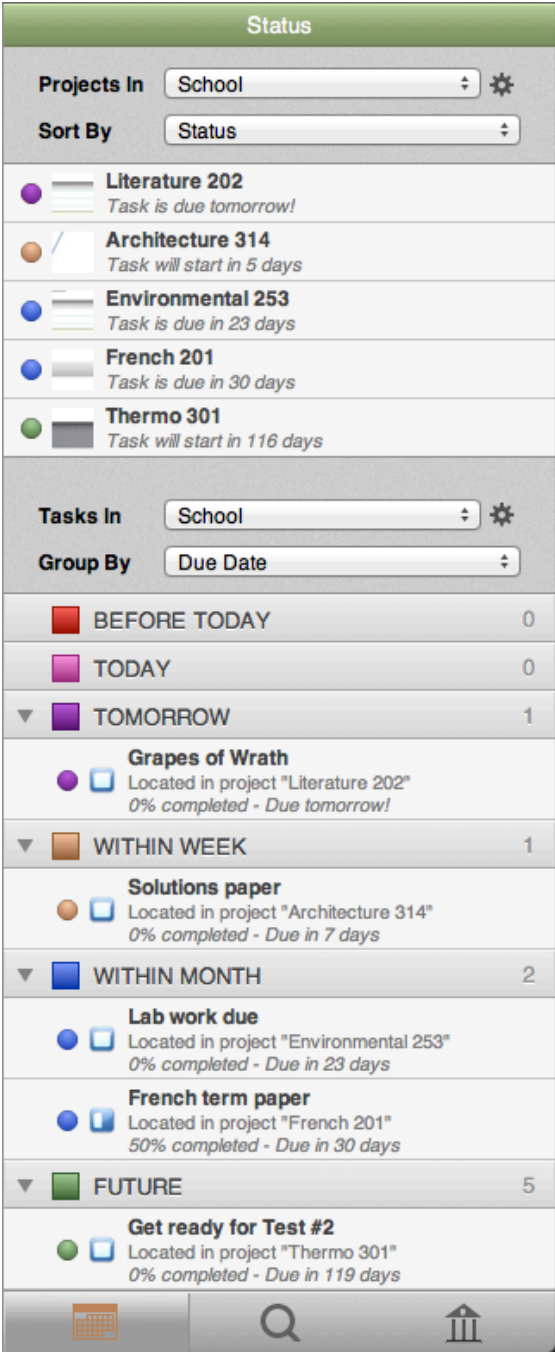 Status
Projects In School
Sort By Status
Literature 202
Task is due tomorrow!
Architecture 314
Task will start in 5 days
Environmental 253
Task is due in 23 days
French 201
Task is due in 30 days
Thermo 301
Task will start in 116 days
Tasks In School
Group By Due Date
BEFORE TODAY 0
TODAY 0
TOMORROW 1
Grapes of Wrath
Located in project "Literature 202"
0% completed - Due tomorrow!
WITHIN WEEK 1
Solutions paper
Located in project "Architecture 314"
0% completed - Due in 7 days
WITHIN MONTH 2
Lab work due
Located in project "Environmental 253"
0% completed - Due in 23 days
French term paper
Located in project "French 201"
50% completed - Due in 30 days
FUTURE 5
Get ready for Test #2
Located in project "Thermo 301"
0% completed - Due in 119 days